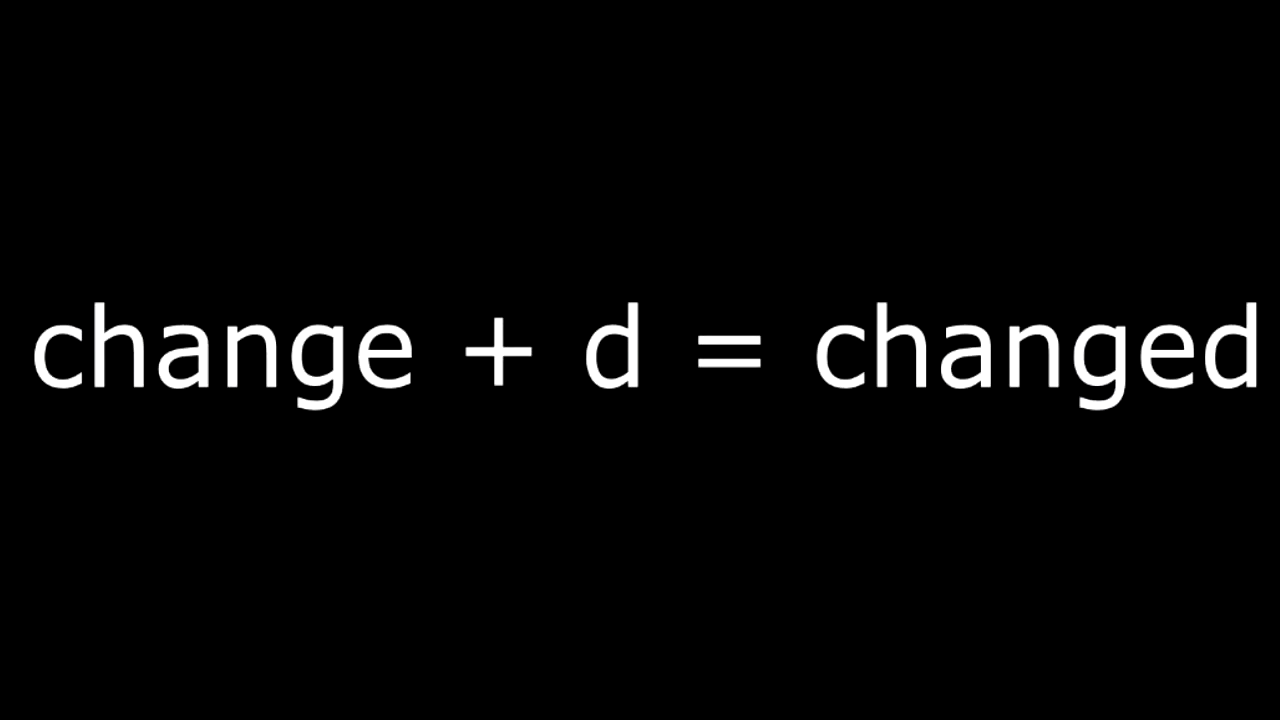 change + d = changed